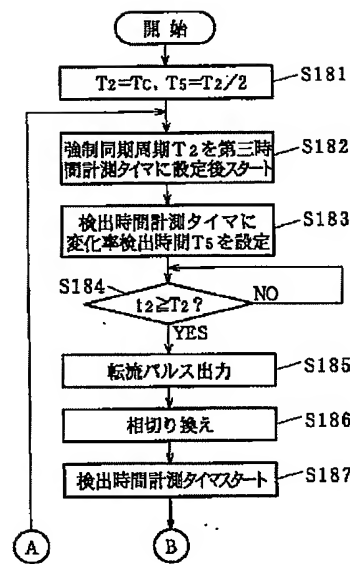 開始
T2=TC, T5=T2/2
S181
強制同期周期T2を第三時
間計測タイマに設定後スタート
S182
検出時間計測タイマに
変化率検出時間T5を設定
S183
S184
t2≧T2?
NO
YES
転流パルス出力
S185
相切り換え
S186
検出時間計測タイマスタート
S187
A
B